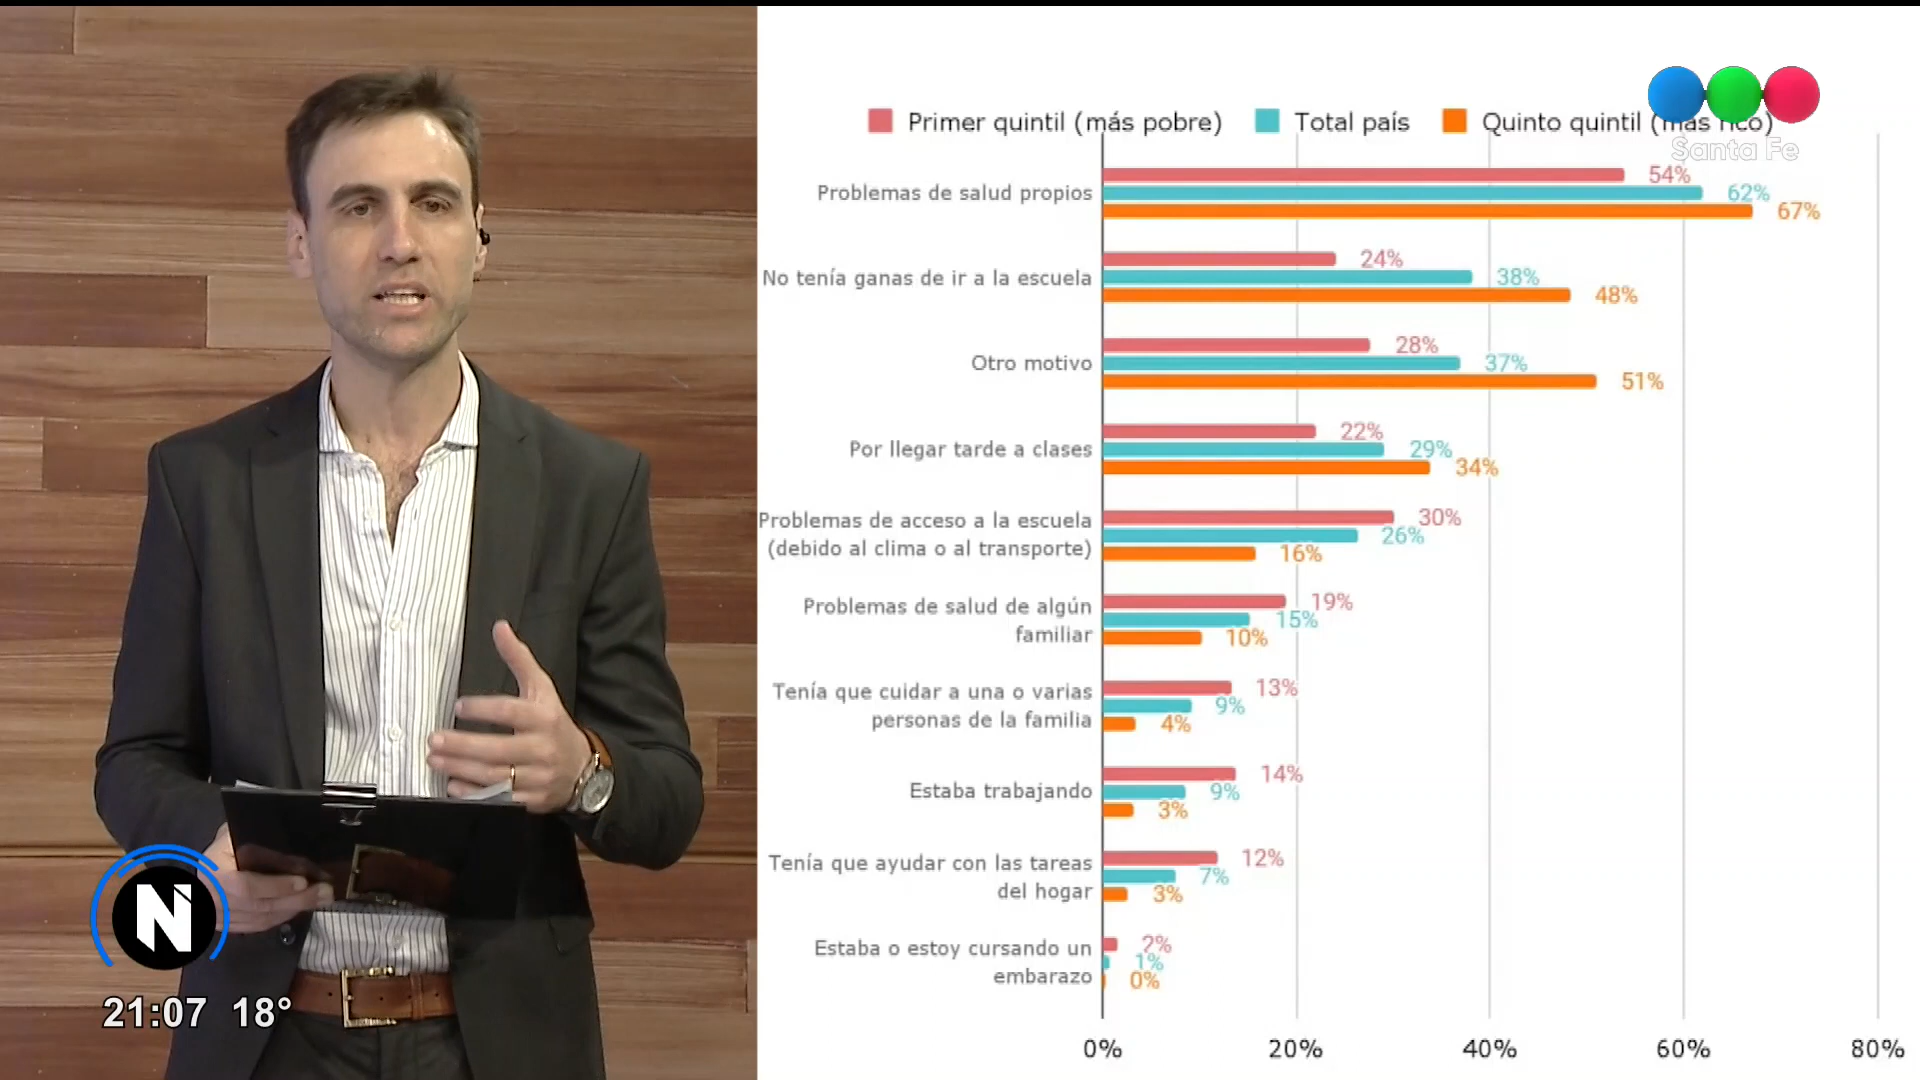 Primer quintil (más pobre) Total país Quinto quintil (más rico)
Santa Fe
Problemas de salud propios
54%
62%
67%
No tenía ganas de ir a la escuela
24%
38%
48%
Otro motivo
28%
37%
51%
Por llegar tarde a clases
22%
29%
34%
Problemas de acceso a la escuela
(debido al clima o al transporte)
30%
26%
16%
Problemas de salud de algún
familiar
19%
15%
10%
Tenía que cuidar a una o varias
personas de la familia
13%
9%
4%
Estaba trabajando
14%
9%
3%
Tenía que ayudar con las tareas
del hogar
12%
7%
3%
Estaba o estoy cursando un
embarazo
2%
1%
0%
0% 20% 40% 60% 80%
N
21:07 18°